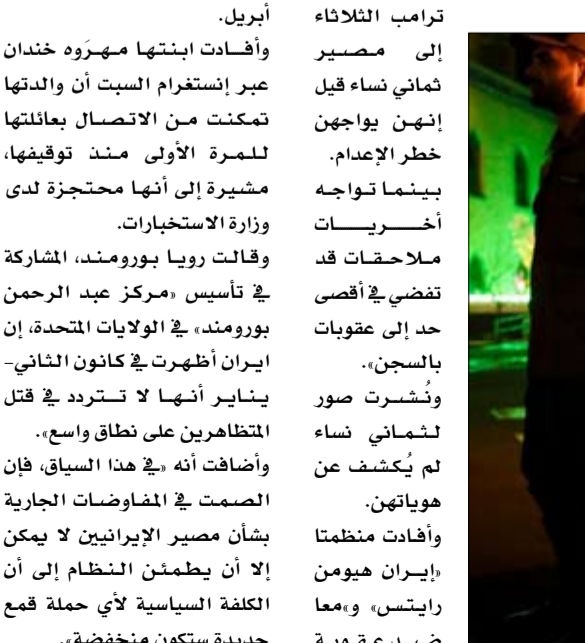 ترامب الثلاثاء
إلى مصير
ثماني نساء قيل
إنهن يواجهن
خطر الإعدام.
بينما تواجه
أخريات
ملاحقات قد
تفضي في أقصى
حد إلى عقوبات
بالسجن».
ونُشرت صور
لثماني نساء
لم يُكشف عن
هوياتهن.
وأفادت منظمتا
«إيران هيومن
رايتس» و»معا
ضد عقوبة
أبريل.
وأفادت ابنتها مهرَوه خندان
عبر إنستغرام السبت أن والدتها
تمكنت من الاتصال بعائلتها
للمرة الأولى منذ توقيفها،
مشيرة إلى أنها محتجزة لدى
وزارة الاستخبارات.
وقالت رويا بورومند، المشاركة
في تأسيس «مركز عبد الرحمن
بورومند» في الولايات المتحدة، إن
ايران أظهرت في كانون الثاني-
يناير أنها لا تتردد في قتل
المتظاهرين على نطاق واسع».
وأضافت أنه «في هذا السياق، فإن
الصمت في المفاوضات الجارية
بشأن مصير الإيرانيين لا يمكن
إلا أن يطمئن النظام إلى أن
الكلفة السياسية لأي حملة قمع
جديدة ستكون منخفضة».